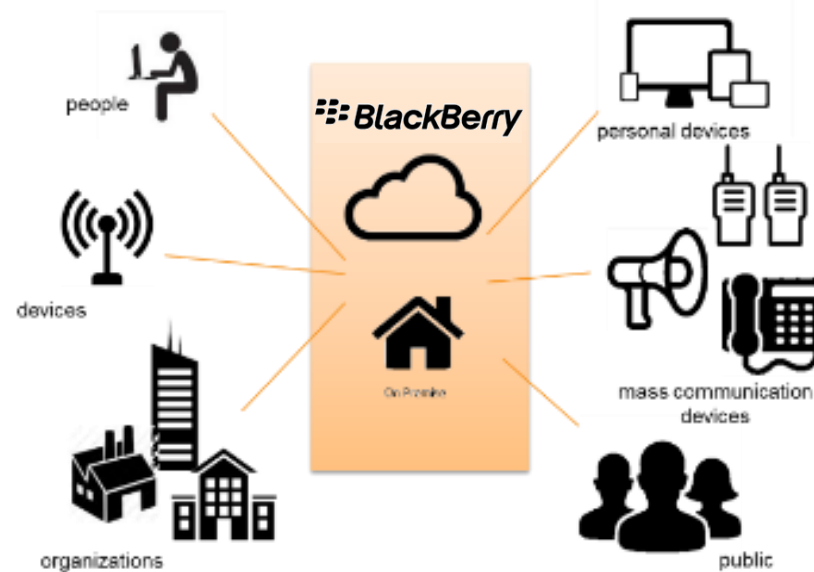 people
BlackBerry
personal devices
devices
On Premise
mass communication
devices
organizations
public